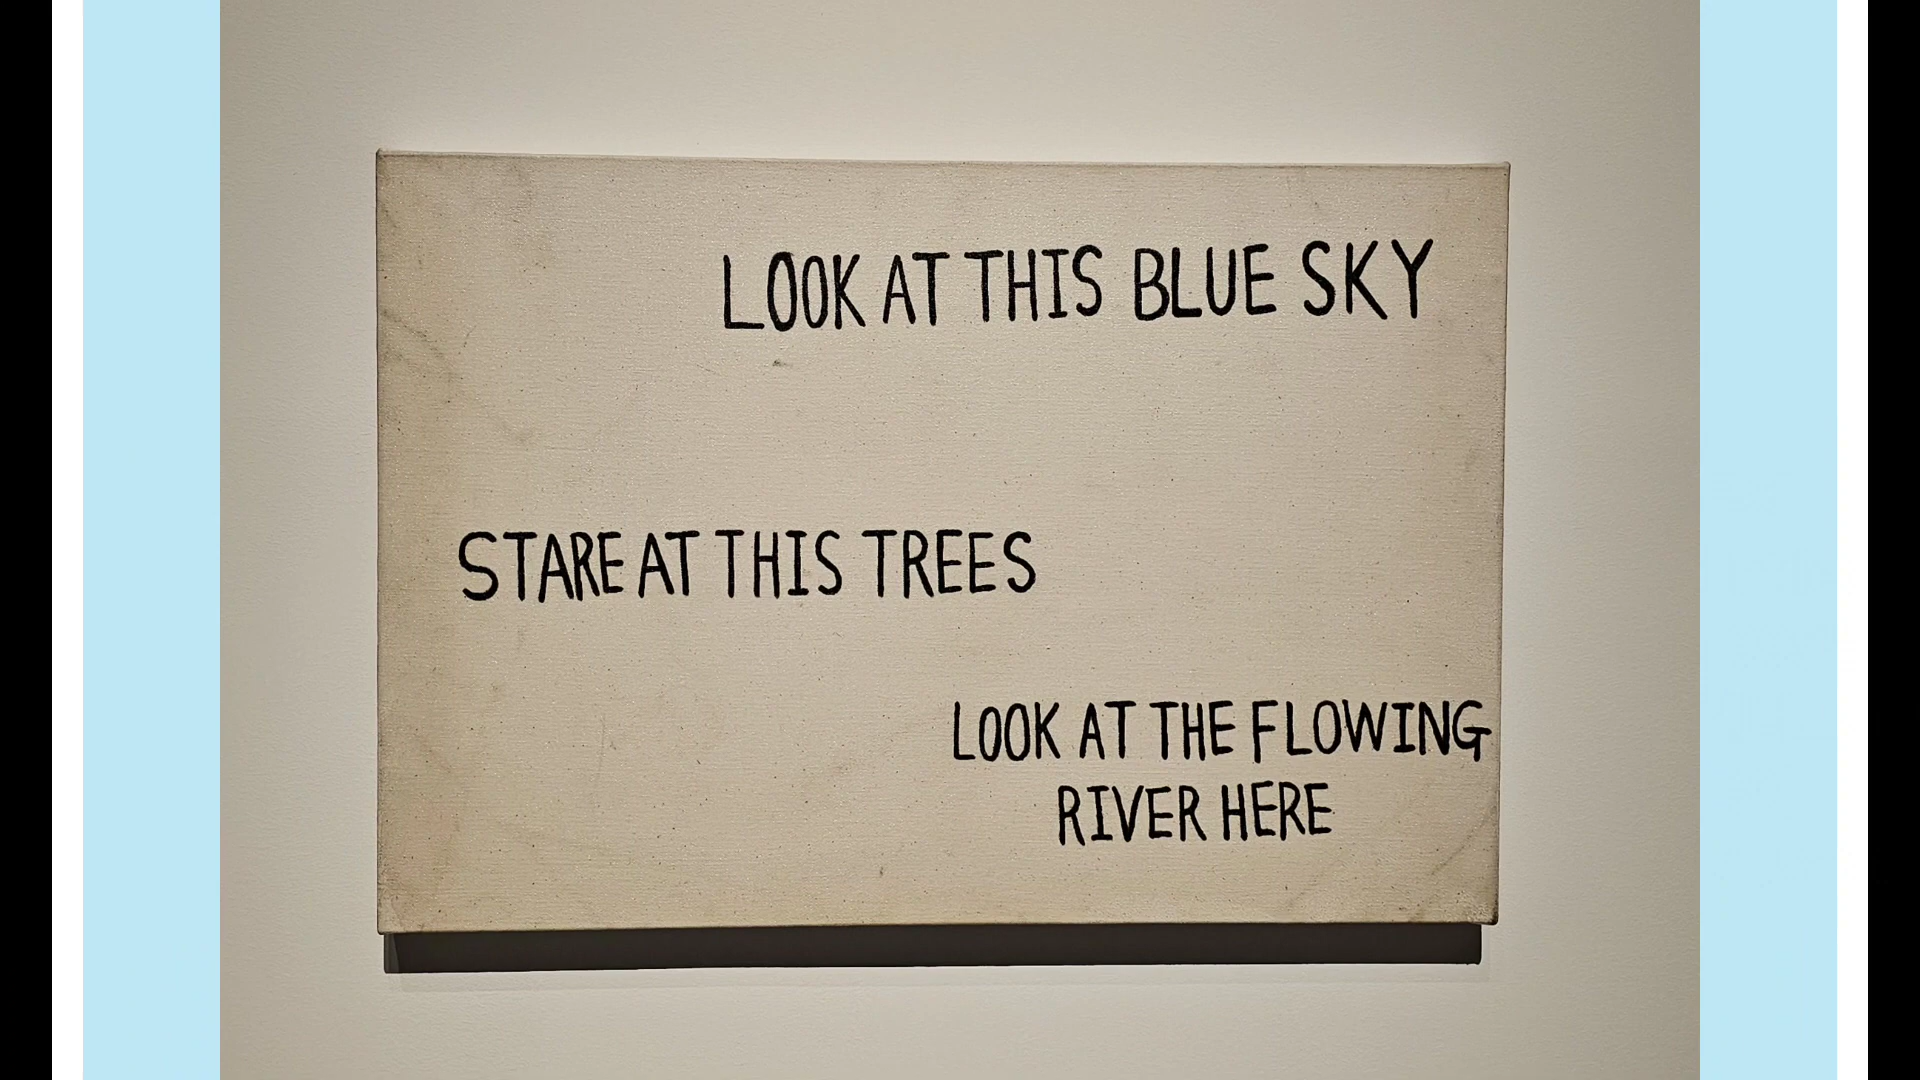 LOOK AT THIS BLUE SKY
STARE AT THIS TREES
LOOK AT THE FLOWING
RIVER HERE